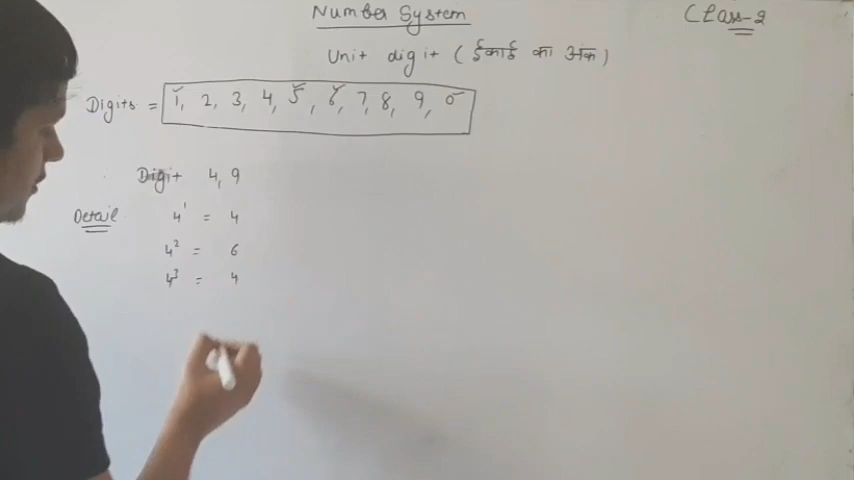 Number System
Class-2
Unit digit (ईकाई का अंक)
Digits = 1, 2, 3, 4, 5, 6, 7, 8, 9, 0
Digit 4, 9
Detail 4¹ = 4
4² = 6
4³ = 4